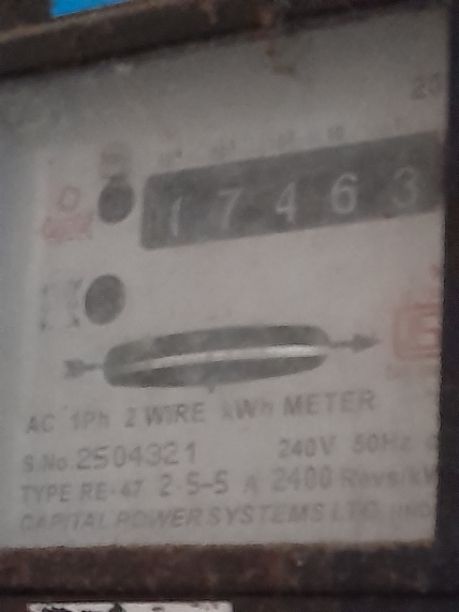 17463
AC 1Ph 2 WIRE kWh METER
S.No.2504321 240V 50Hz
TYPE RE-47 2·5-5 A 2400 Revs/k
CAPITAL POWER SYSTEMS LTD.